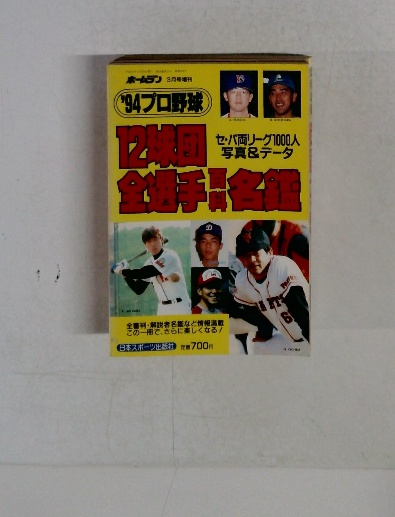 ホームラン 3月号増刊
'94プロ野球
セ・パ両リーグ1000人
写真&データ
12球団
全選手百科名鑑
全審判・解説者名鑑など情報満載
この一冊で、さらに楽しくなる!
日本スポーツ出版社 定価700円